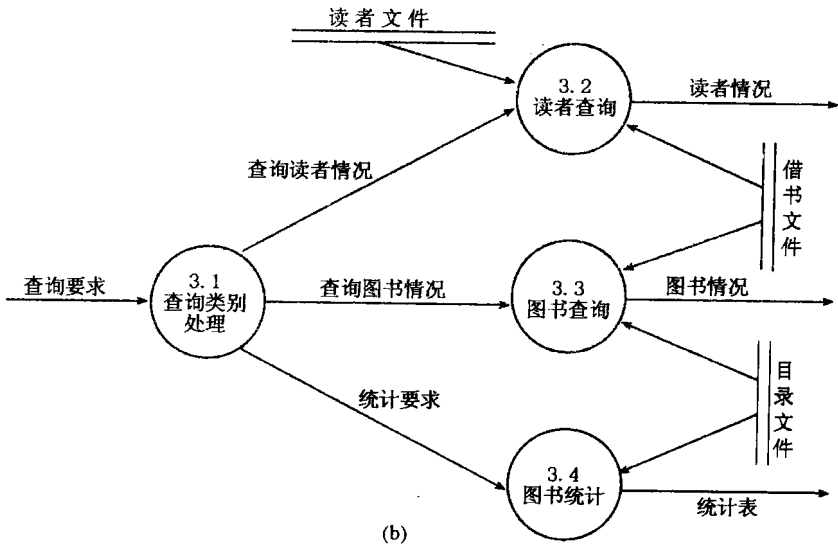 读者文件
3.2
读者查询
读者情况
查询读者情况
借书文件
查询要求
3.1
查询类别
处理
查询图书情况
3.3
图书查询
图书情况
统计要求
目录文件
3.4
图书统计
统计表
(b)